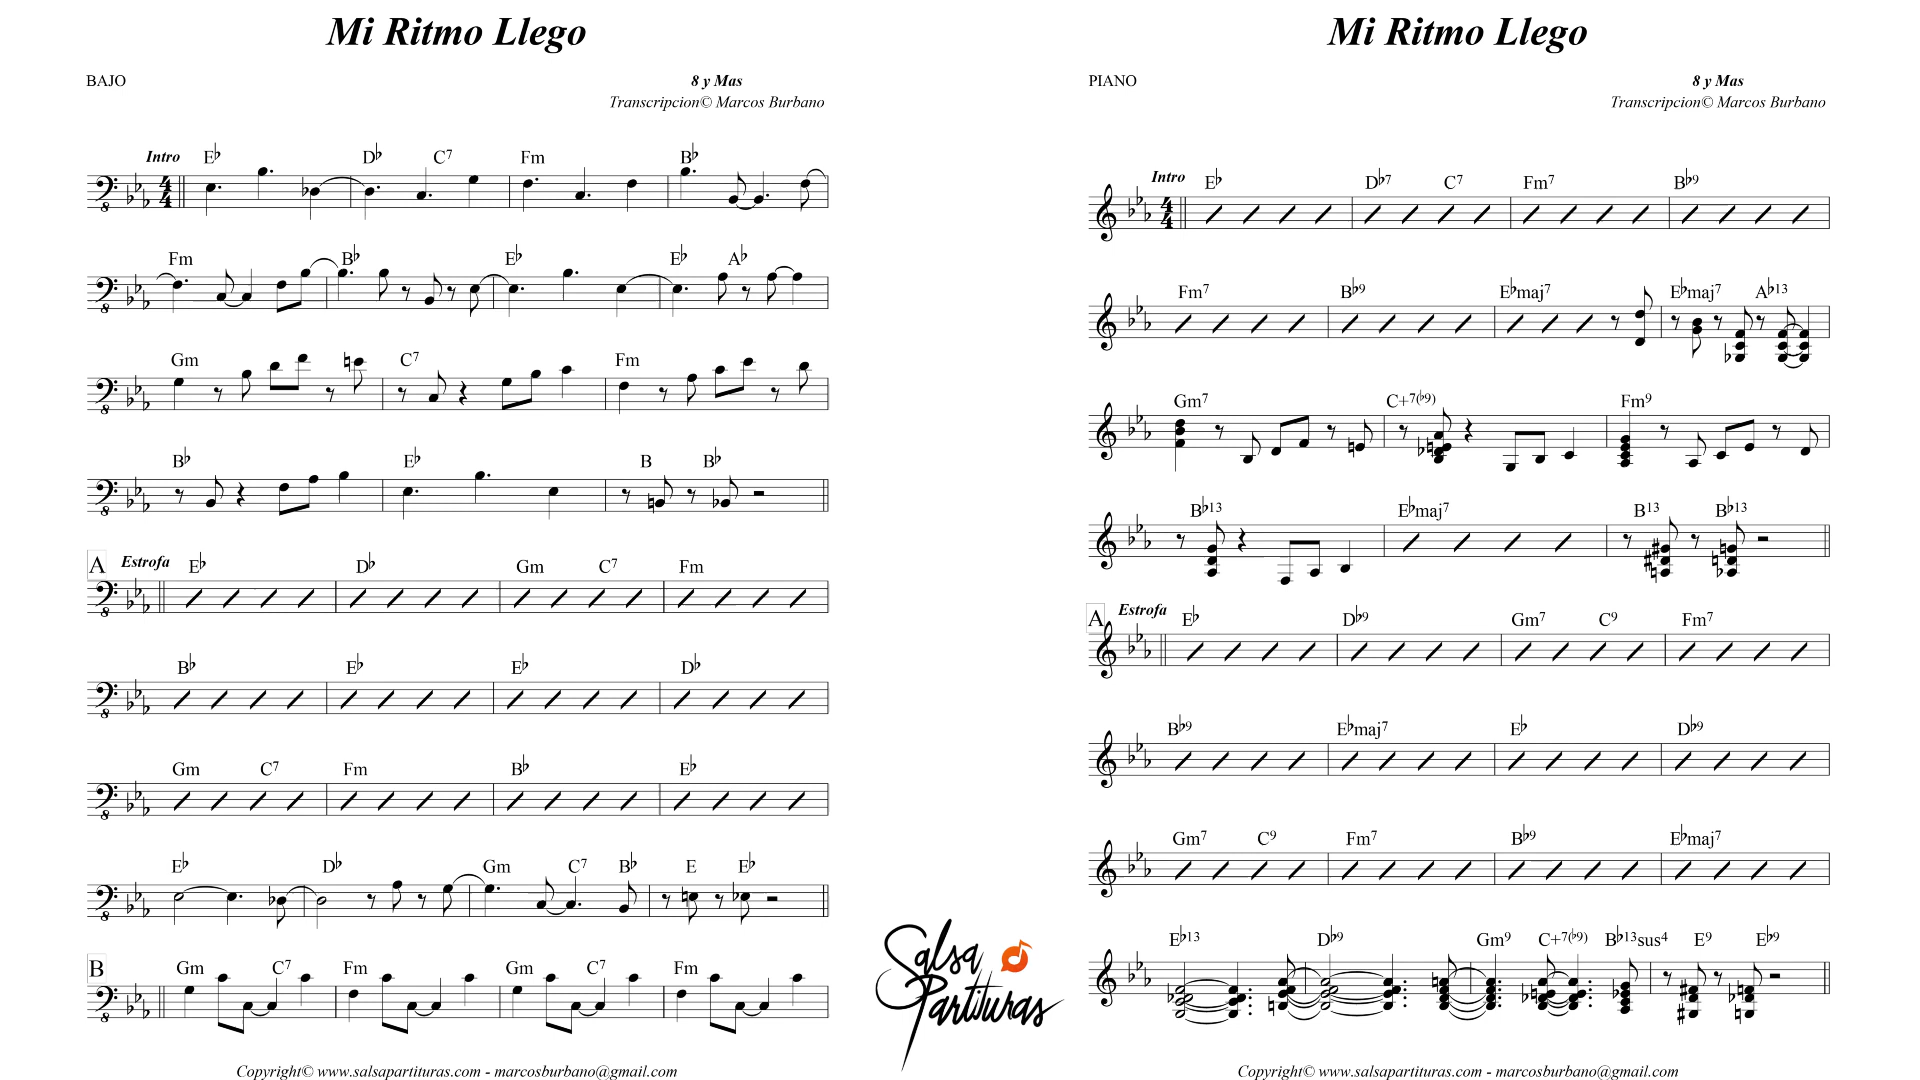 Mi Ritmo Llego
BAJO
8 y Mas
Transcripcion© Marcos Burbano
Intro E♭ D♭ C7 Fm B♭
4/4
Fm B♭ E♭ E♭ A♭
Gm C7 Fm
B♭ E♭ B B♭
A Estrofa E♭ D♭ Gm C7 Fm
B♭ E♭ E♭ D♭
Gm C7 Fm B♭ E♭
E♭ D♭ Gm C7 B♭ E E♭
B Gm C7 Fm Gm C7 Fm
Copyright© www.salsapartituras.com - marcosburbano@gmail.com
Salsa
Partituras
Mi Ritmo Llego
PIANO
8 y Mas
Transcripcion© Marcos Burbano
Intro E♭ D♭7 C7 Fm7 B♭9
4/4
Fm7 B♭9 E♭maj7 E♭maj7 A♭13
Gm7 C+7(♭9) Fm9
B♭13 E♭maj7 B13 B♭13
A Estrofa E♭ D♭9 Gm7 C9 Fm7
B♭9 E♭maj7 E♭ D♭9
Gm7 C9 Fm7 B♭9 E♭maj7
E♭13 D♭9 Gm9 C+7(♭9) B♭13sus4 E9 E♭9
Copyright© www.salsapartituras.com - marcosburbano@gmail.com